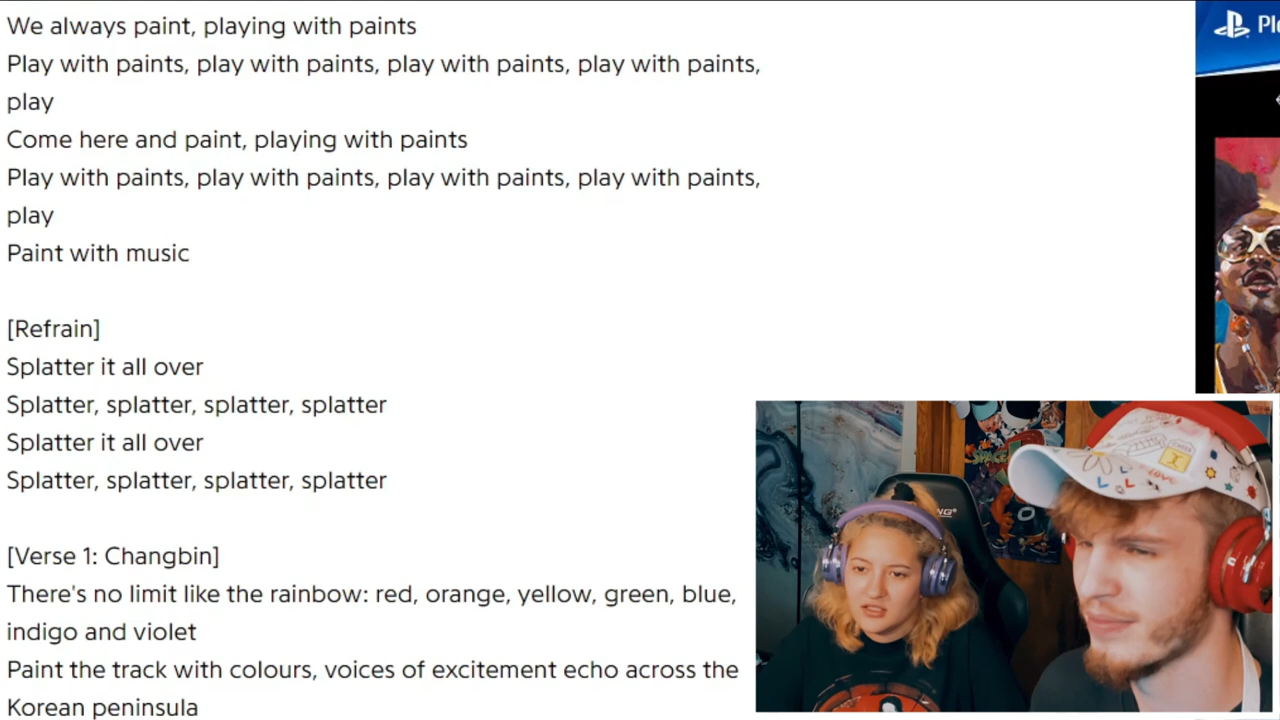 We always paint, playing with paints
Play with paints, play with paints, play with paints, play with paints,
play
Come here and paint, playing with paints
Play with paints, play with paints, play with paints, play with paints,
play
Paint with music
[Refrain]
Splatter it all over
Splatter, splatter, splatter, splatter
Splatter it all over
Splatter, splatter, splatter, splatter
[Verse 1: Changbin]
There's no limit like the rainbow: red, orange, yellow, green, blue,
indigo and violet
Paint the track with colours, voices of excitement echo across the
Korean peninsula